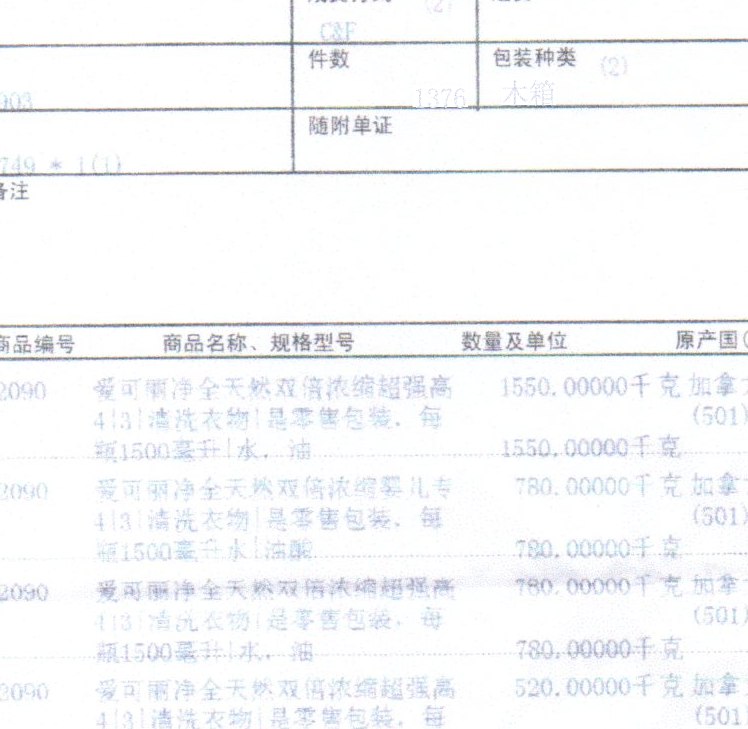 (2)
C&F
件数 包装种类 (2)
903 1376 木箱
随附单证
749 * 1(1)
备注
商品编号 商品名称、规格型号 数量及单位 原产国(
2090 爱可丽净全天然双倍浓缩超强高 1550.00000千克 加拿
4|3|清洗衣物|是零售包装，每 (501)
瓶1500毫升|水，油 1550.00000千克
2090 爱可丽净全天然双倍浓缩婴儿专 780.00000千克 加拿
4|3|清洗衣物|是零售包装，每 (501)
瓶1500毫升水|油酸 780.00000千克
2090 爱可丽净全天然双倍浓缩超强高 780.00000千克 加拿
4|3|清洗衣物|是零售包装，每 (501)
瓶1500毫升|水，油 780.00000千克
2090 爱可丽净全天然双倍浓缩超强高 520.00000千克 加拿
4|3|清洗衣物|是零售包装，每 (501)